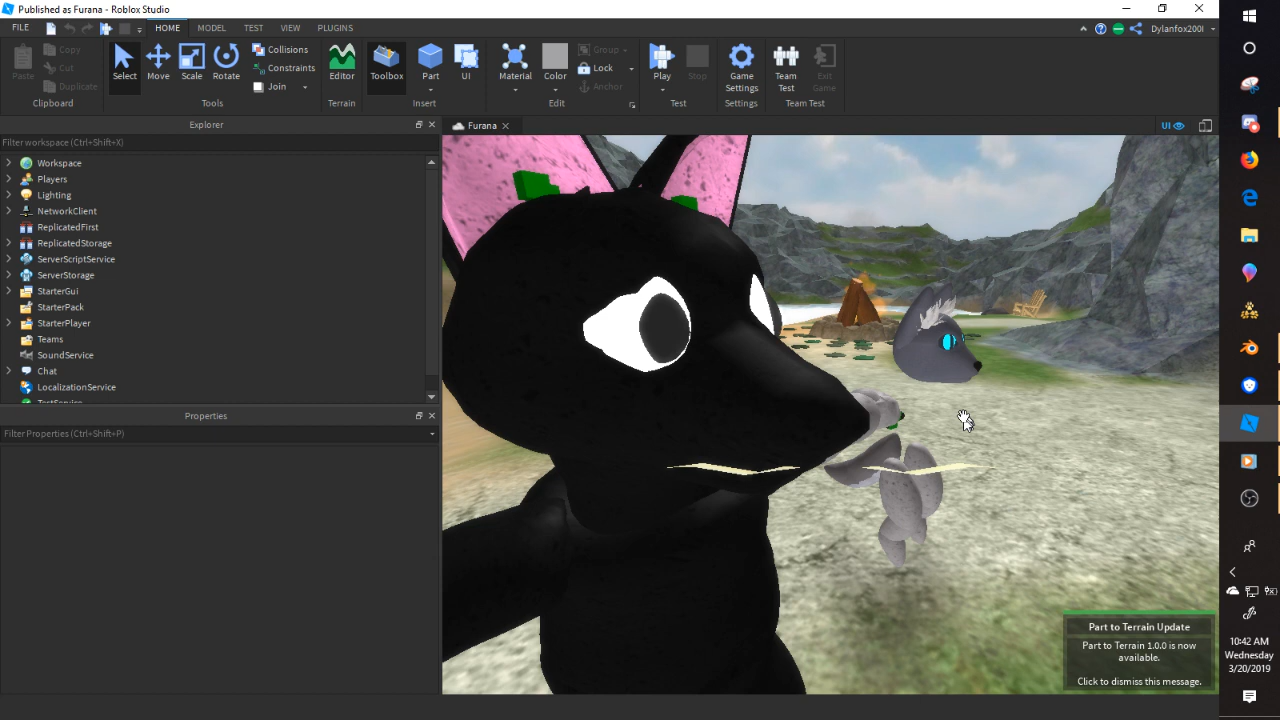 Published as Furana - Roblox Studio
FILE HOME MODEL TEST VIEW PLUGINS
Dylanfox200l
Paste
Copy
Cut
Duplicate
Clipboard
Select Move Scale Rotate
Collisions
Constraints
Join
Tools
Editor
Terrain
Toolbox Part UI
Insert
Material Color
Group
Lock
Anchor
Edit
Play Stop
Test
Game Settings
Settings
Team Test
Exit Game
Team Test
Explorer
Filter workspace (Ctrl+Shift+X)
Workspace
Players
Lighting
NetworkClient
ReplicatedFirst
ReplicatedStorage
ServerScriptService
ServerStorage
StarterGui
StarterPack
StarterPlayer
Teams
SoundService
Chat
LocalizationService
TestService
Properties
Filter Properties (Ctrl+Shift+P)
Furana
UI
Part to Terrain Update
Part to Terrain 1.0.0 is now
available.
Click to dismiss this message.
10:42 AM
Wednesday
3/20/2019